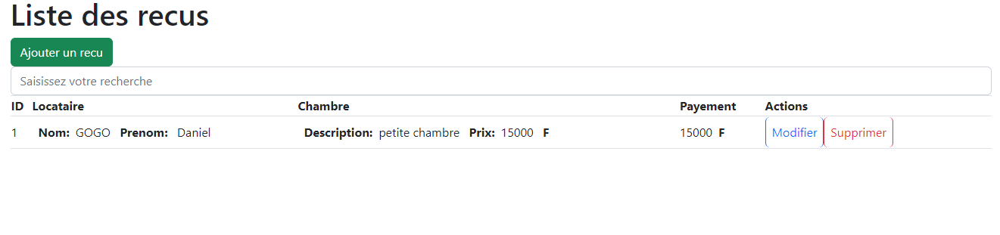 Liste des recus
Ajouter un recu
Saisissez votre recherche
ID Locataire Chambre Payement Actions
1 Nom: GOGO Prenom: Daniel Description: petite chambre Prix: 15000 F 15000 F Modifier Supprimer